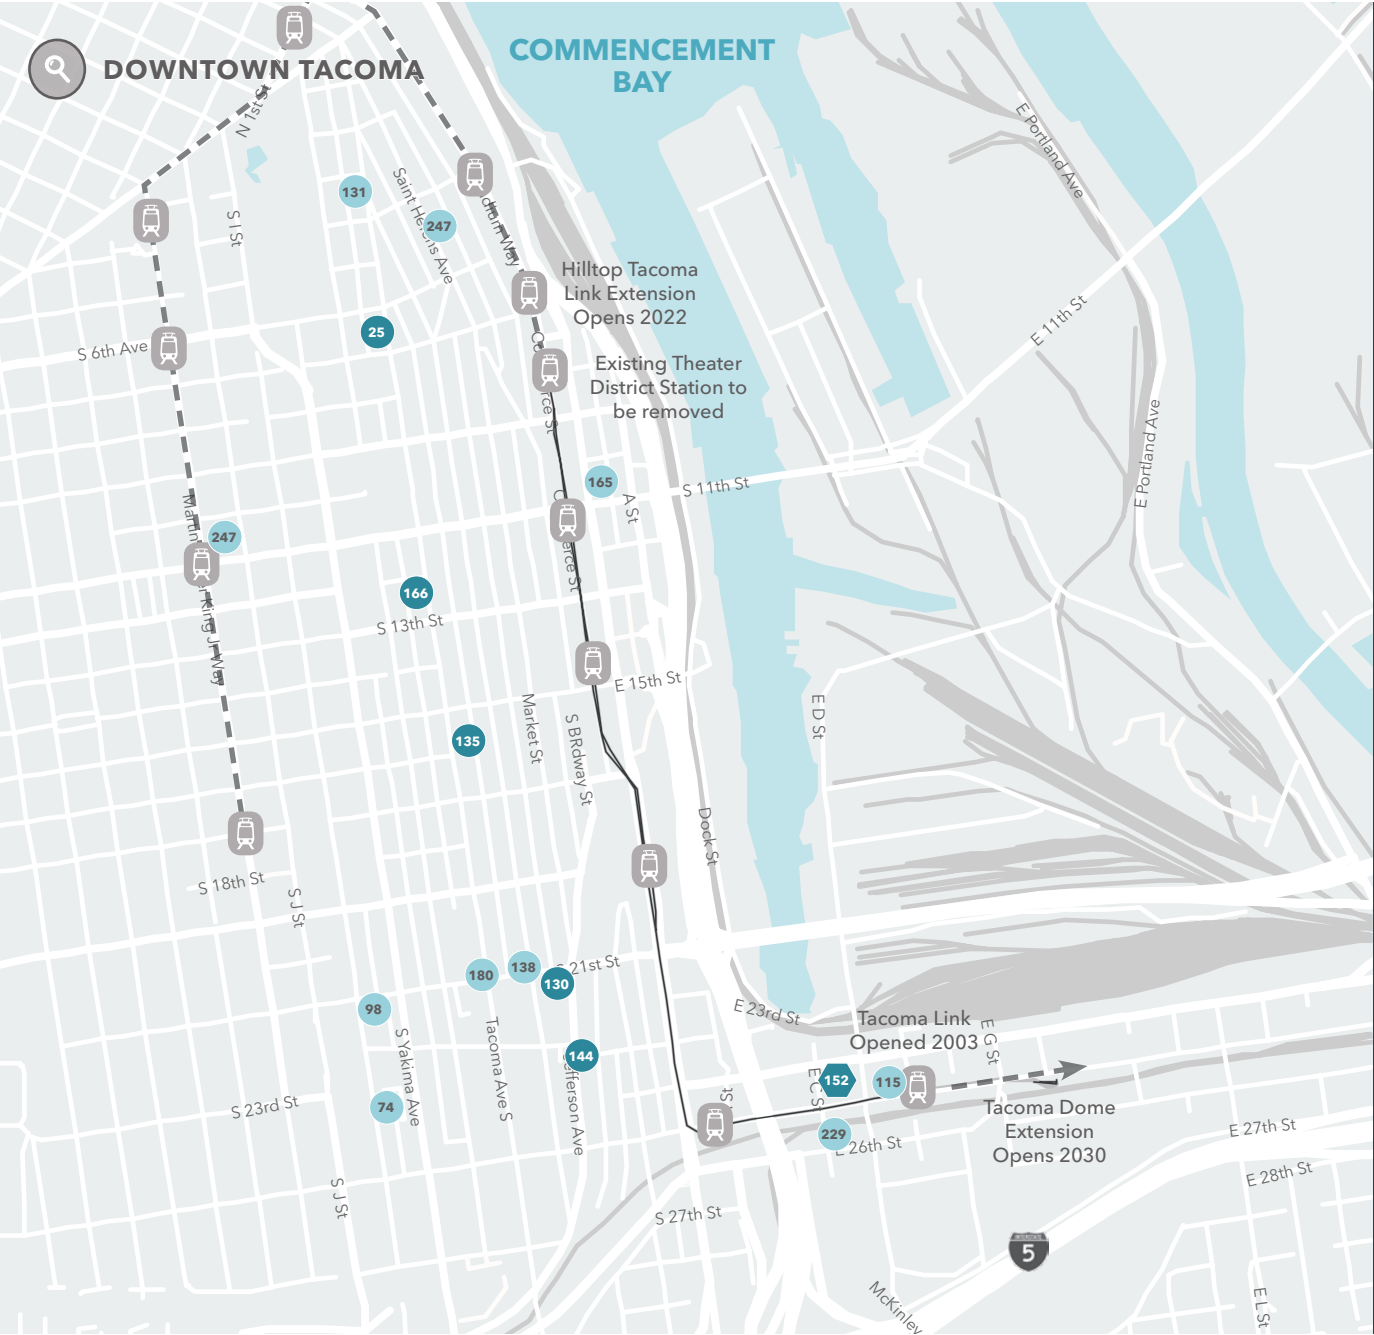 COMMENCEMENT
BAY
DOWNTOWN TACOMA
N 1st St
E Portland Ave
131
Saint Helens Ave
247
S I St
Hilltop Tacoma
Link Extension
Opens 2022
25
E 11th St
S 6th Ave
Existing Theater
District Station to
be removed
E Portland Ave
165
A St
S 11th St
247
166
S 13th St
E 15th St
135
Market St
S BRdway St
E D St
Dock St
S 18th St
S J St
180
138
130
S 21st St
98
E 23rd St
Tacoma Link
Opened 2003
E G St
S Yakima Ave
Tacoma Ave S
144
152
115
E C St
74
S 23rd St
Tacoma Dome
Extension
Opens 2030
229
E 26th St
E 27th St
E 28th St
S J St
S 27th St
INTERSTATE
5
McKinley
E L St